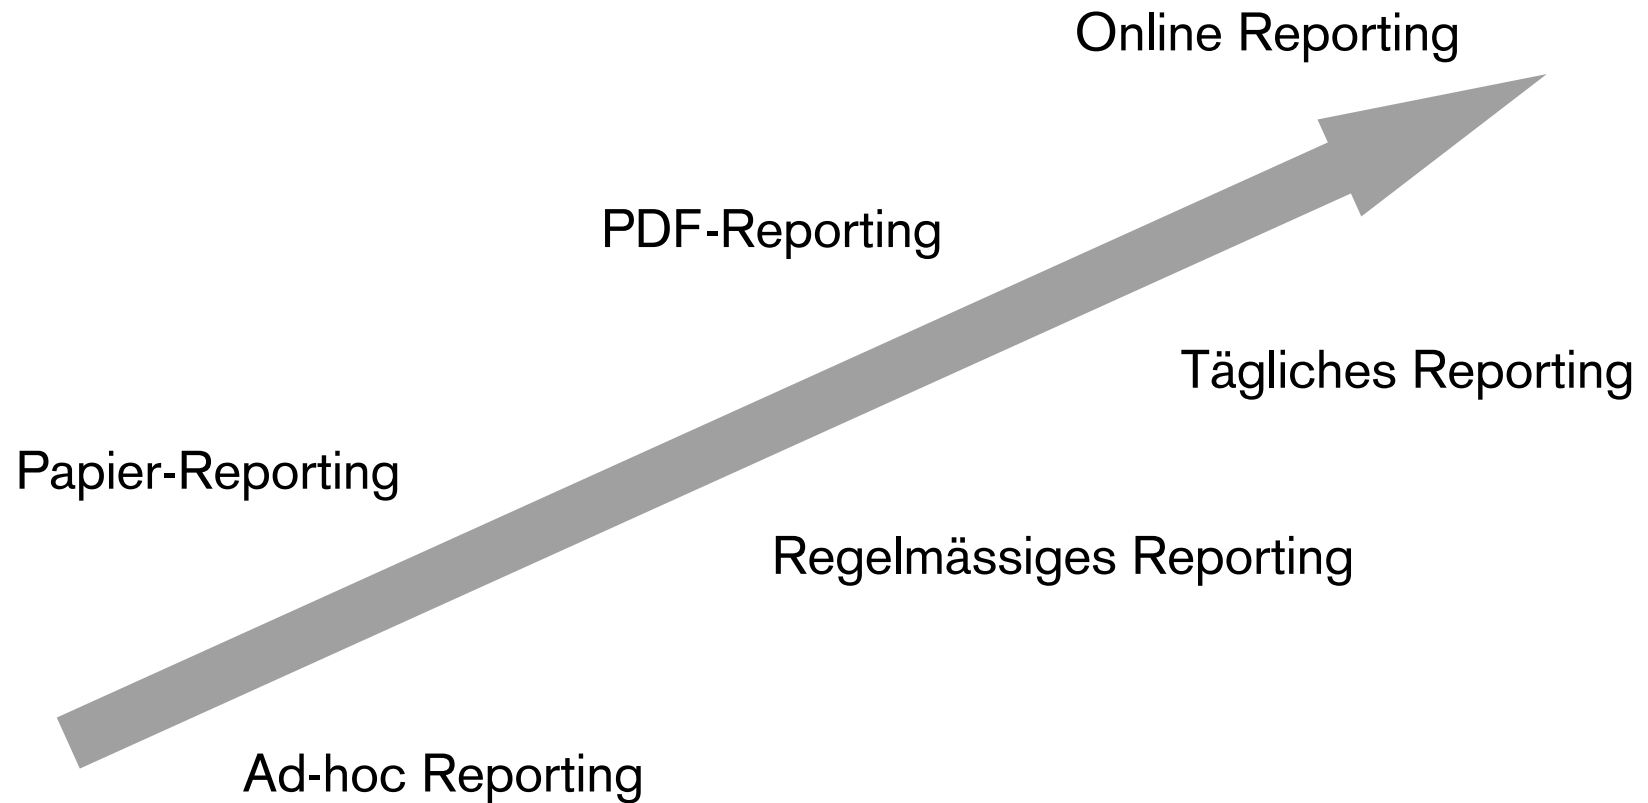 Online Reporting
PDF-Reporting
Tägliches Reporting
Papier-Reporting
Regelmässiges Reporting
Ad-hoc Reporting